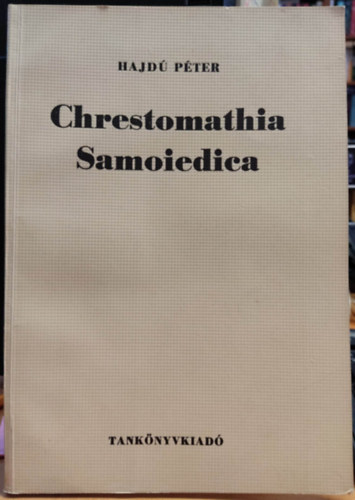 HAJDÚ PÉTER
Chrestomathia
Samoiedica
TANKÖNYVKIADÓ